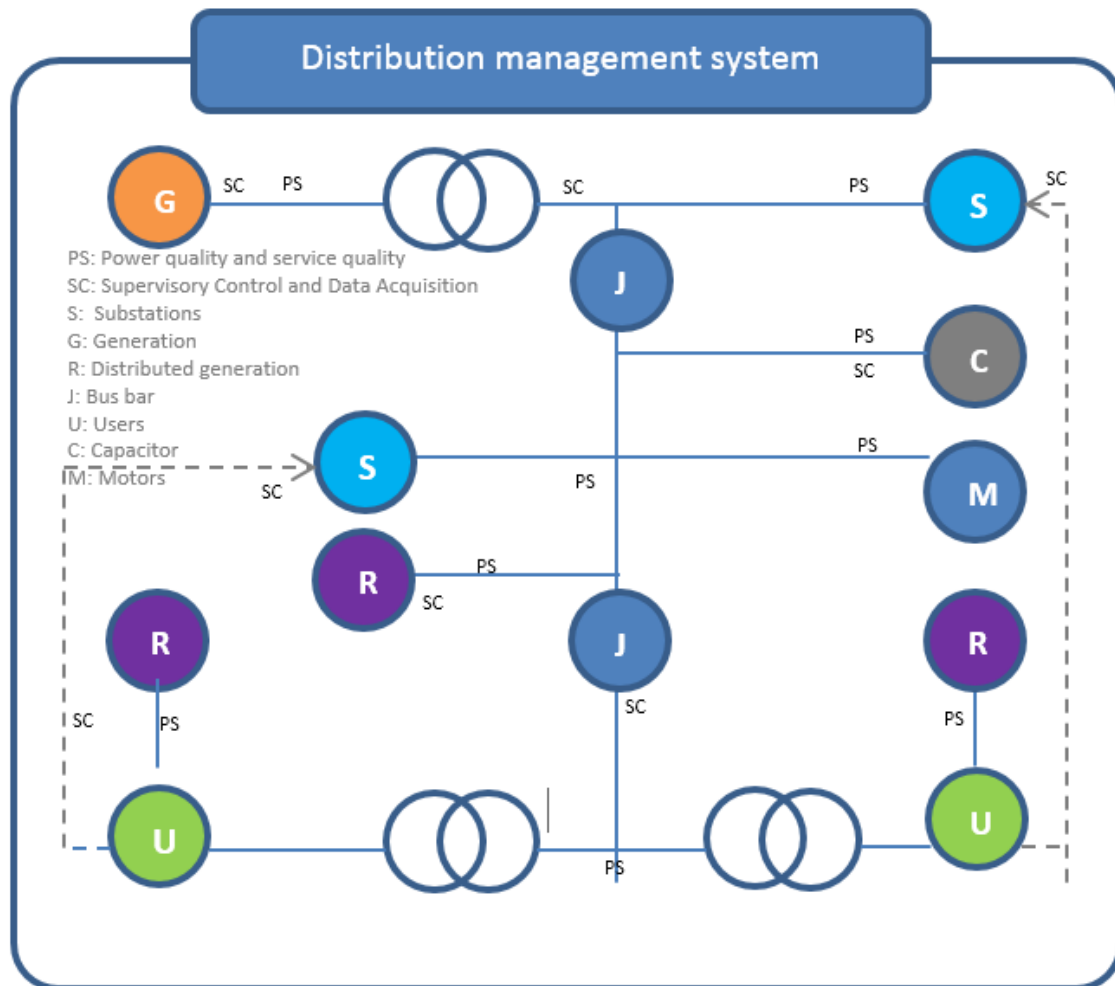 Distribution management system
G
SC
PS
SC
PS
S
SC
PS: Power quality and service quality
SC: Supervisory Control and Data Acquisition
S: Substations
G: Generation
R: Distributed generation
J: Bus bar
U: Users
C: Capacitor
M: Motors
J
PS
C
SC
S
PS
SC
PS
M
R
PS
SC
R
J
R
SC
PS
SC
PS
U
PS
U